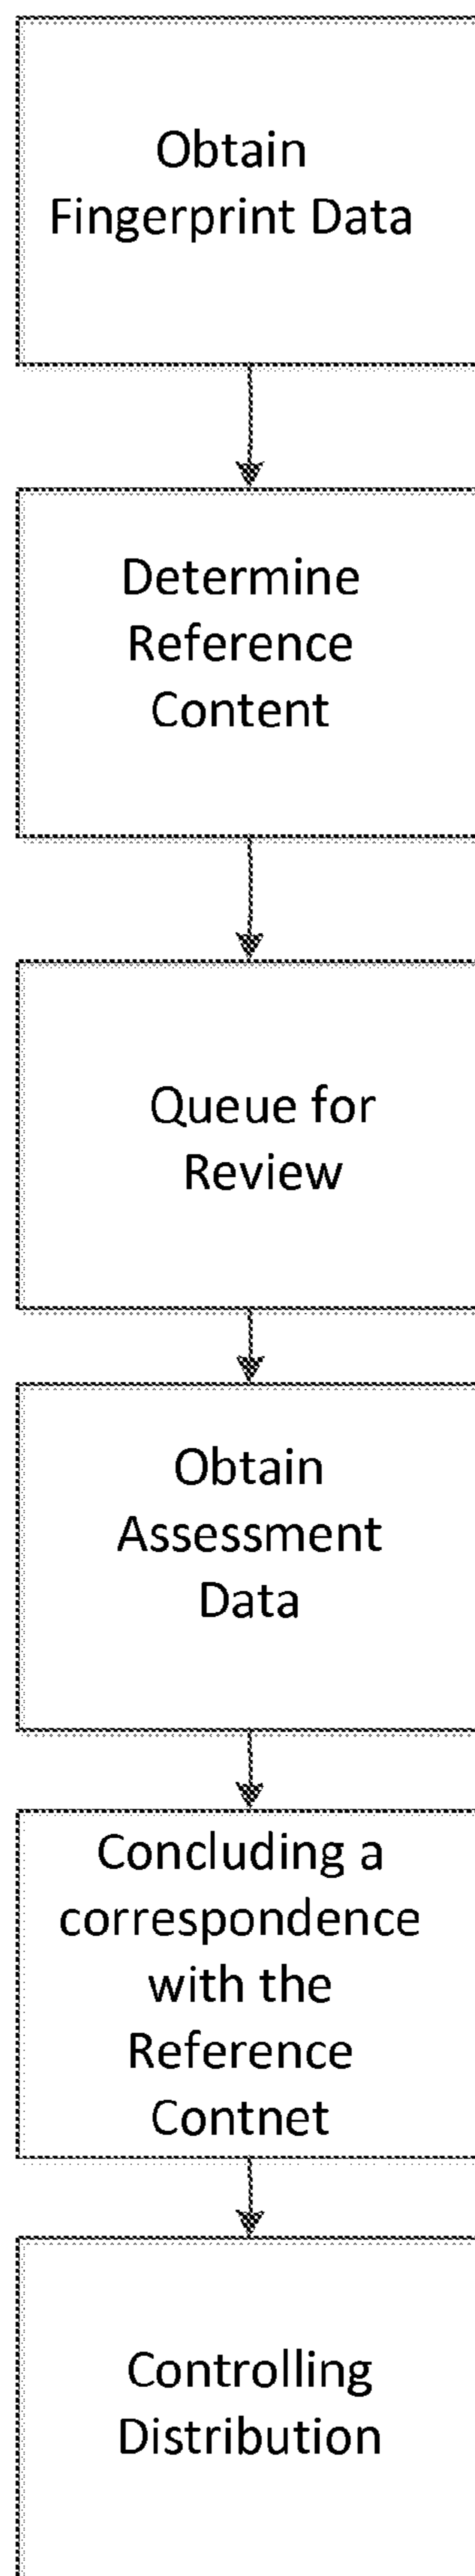 Obtain
Fingerprint Data
Determine
Reference
Content
Queue for
Review
Obtain
Assessment
Data
Concluding a
correspondence
with the
Reference
Contnet
Controlling
Distribution